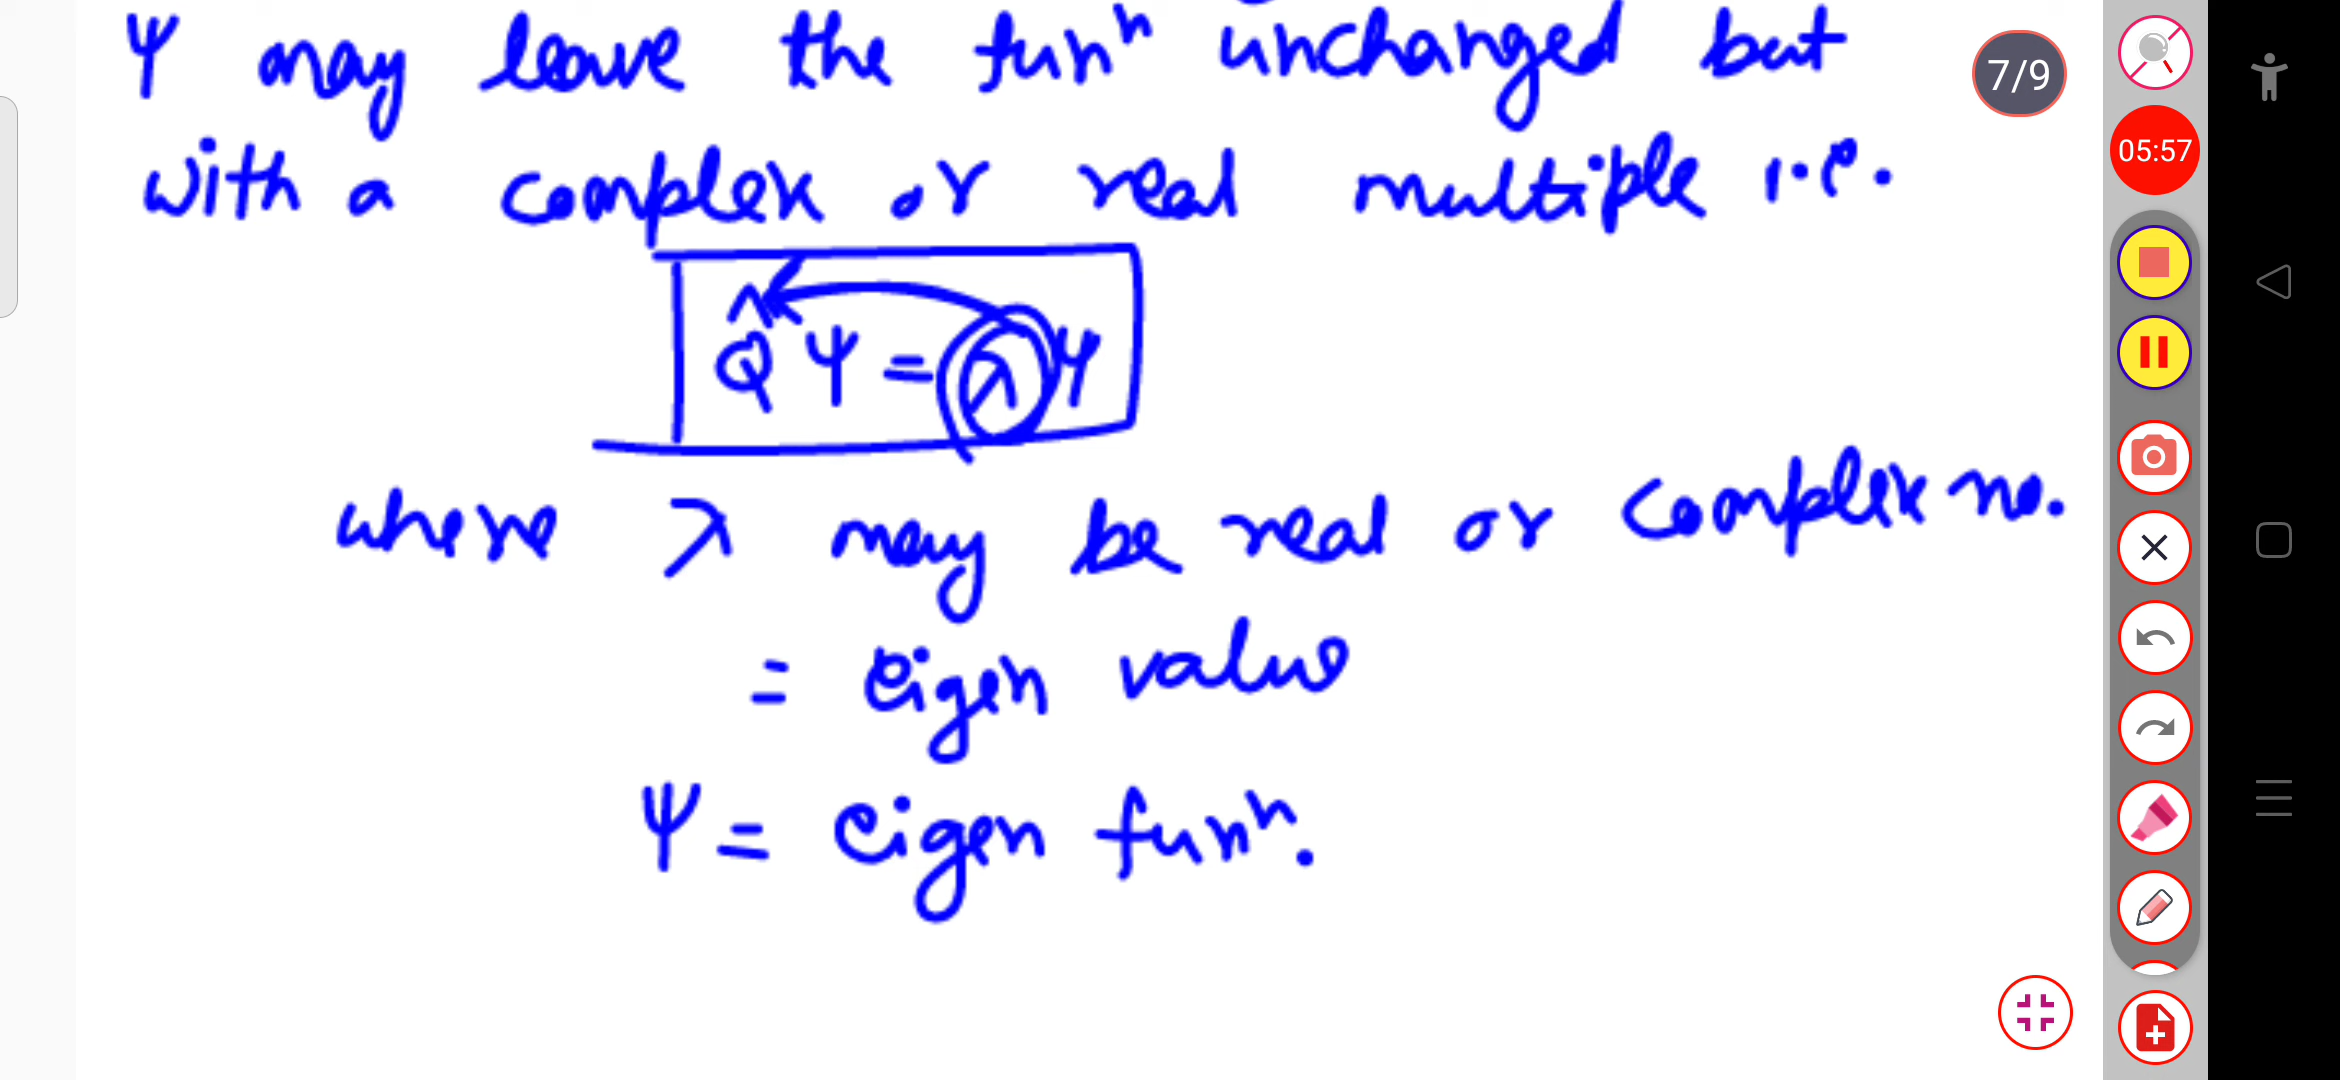 Ψ may leave the funⁿ unchanged but
7/9
05:57
with a complex or real multiple i.e.
Q̂ Ψ = λ Ψ
where λ may be real or complex no.
= eigen value
Ψ = eigen funⁿ.